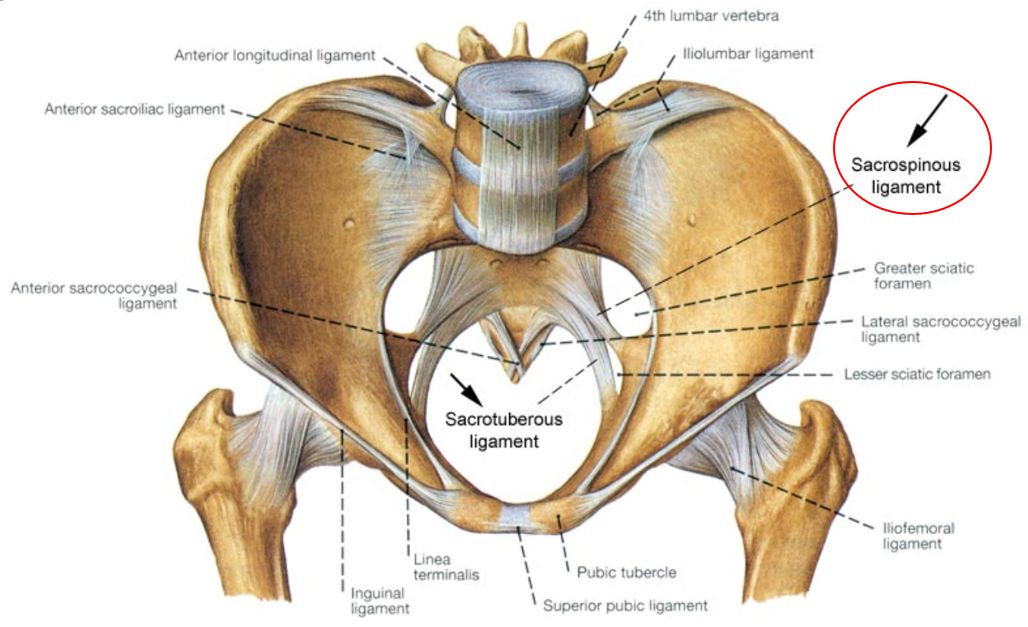 4th lumbar vertebra
Anterior longitudinal ligament
Iliolumbar ligament
Anterior sacroiliac ligament
Sacrospinous
ligament
Greater sciatic
foramen
Anterior sacrococcygeal
ligament
Lateral sacrococcygeal
ligament
Lesser sciatic foramen
Sacrotuberous
ligament
Iliofemoral
ligament
Linea
terminalis
Pubic tubercle
Inguinal
ligament
Superior pubic ligament